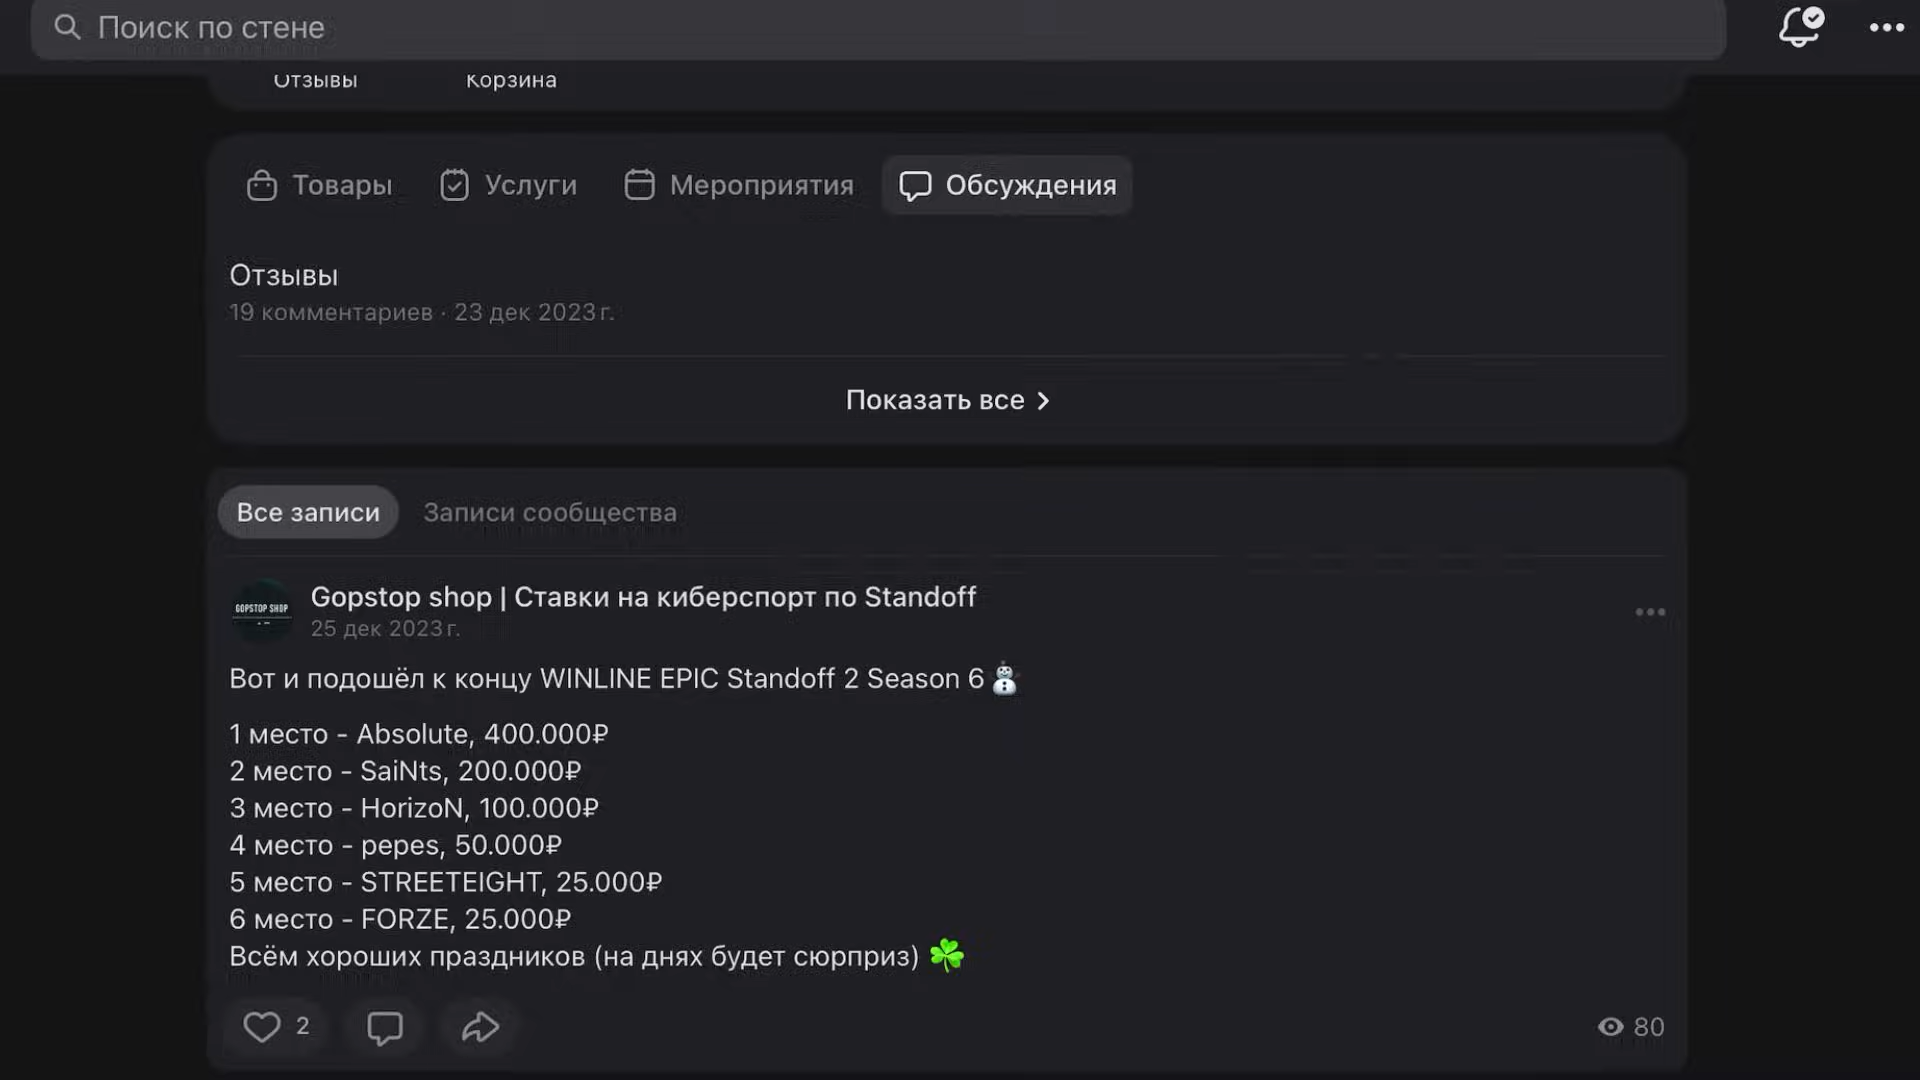 Поиск по стене
Отзывы
Корзина
Товары
Услуги
Мероприятия
Обсуждения
Отзывы
19 комментариев · 23 дек 2023 г.
Показать все
Все записи
Записи сообщества
GOPSTOP SHOP
Gopstop shop | Ставки на киберспорт по Standoff
25 дек 2023 г.
Вот и подошёл к концу WINLINE EPIC Standoff 2 Season 6⛄
1 место - Absolute, 400.000₽
2 место - SaiNts, 200.000₽
3 место - HorizoN, 100.000₽
4 место - pepes, 50.000₽
5 место - STREETEIGHT, 25.000₽
6 место - FORZE, 25.000₽
Всём хороших праздников (на днях будет сюрприз) ☘️
2
80